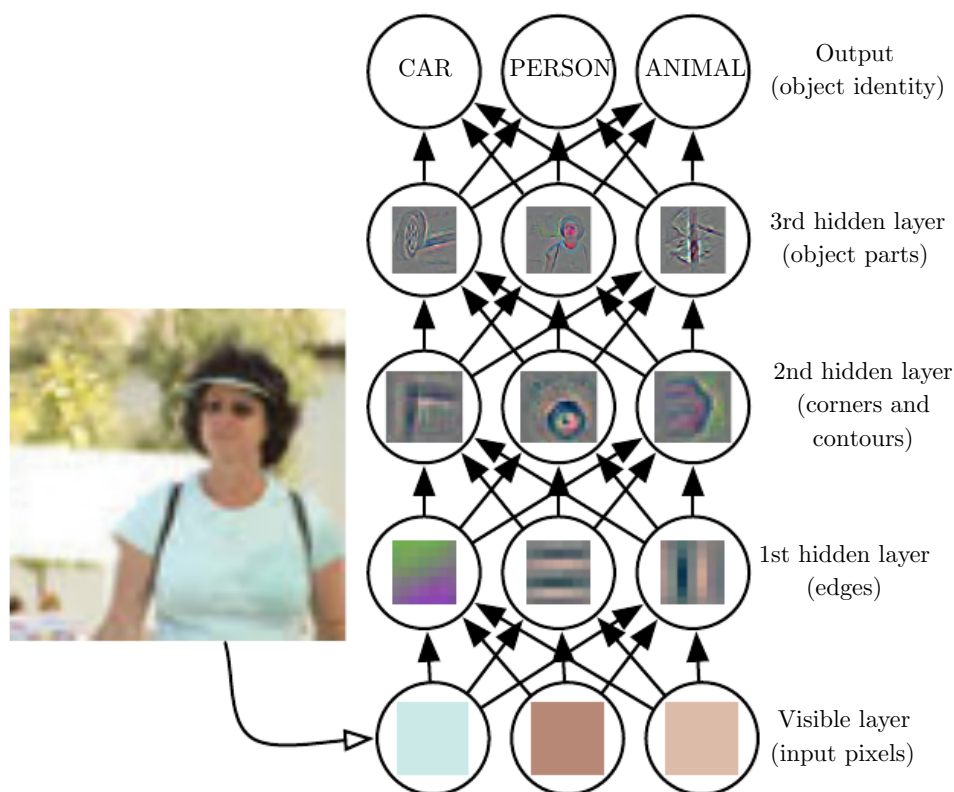 CAR
PERSON
ANIMAL
Output
(object identity)
3rd hidden layer
(object parts)
2nd hidden layer
(corners and
contours)
1st hidden layer
(edges)
Visible layer
(input pixels)